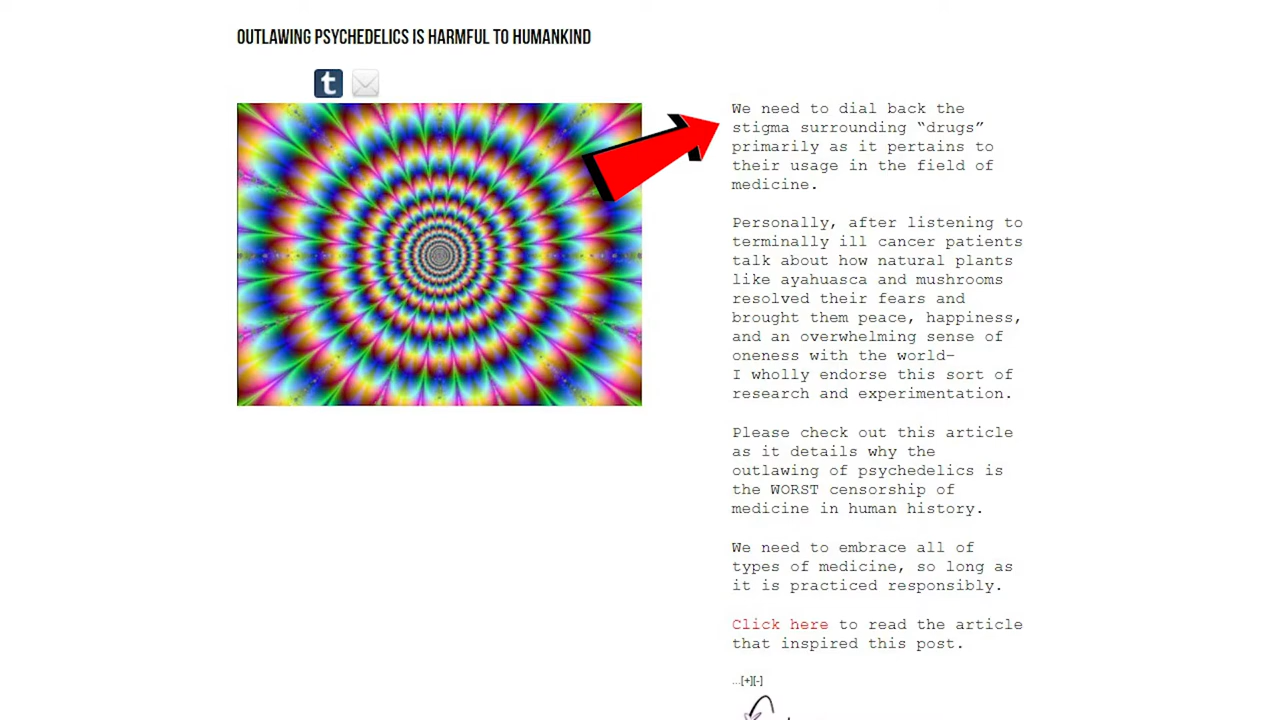 OUTLAWING PSYCHEDELICS IS HARMFUL TO HUMANKIND
t
We need to dial back the
stigma surrounding “drugs”
primarily as it pertains to
their usage in the field of
medicine.
Personally, after listening to
terminally ill cancer patients
talk about how natural plants
like ayahuasca and mushrooms
resolved their fears and
brought them peace, happiness,
and an overwhelming sense of
oneness with the world–
I wholly endorse this sort of
research and experimentation.
Please check out this article
as it details why the
outlawing of psychedelics is
the WORST censorship of
medicine in human history.
We need to embrace all of
types of medicine, so long as
it is practiced responsibly.
Click here to read the article
that inspired this post.
...[+][-]